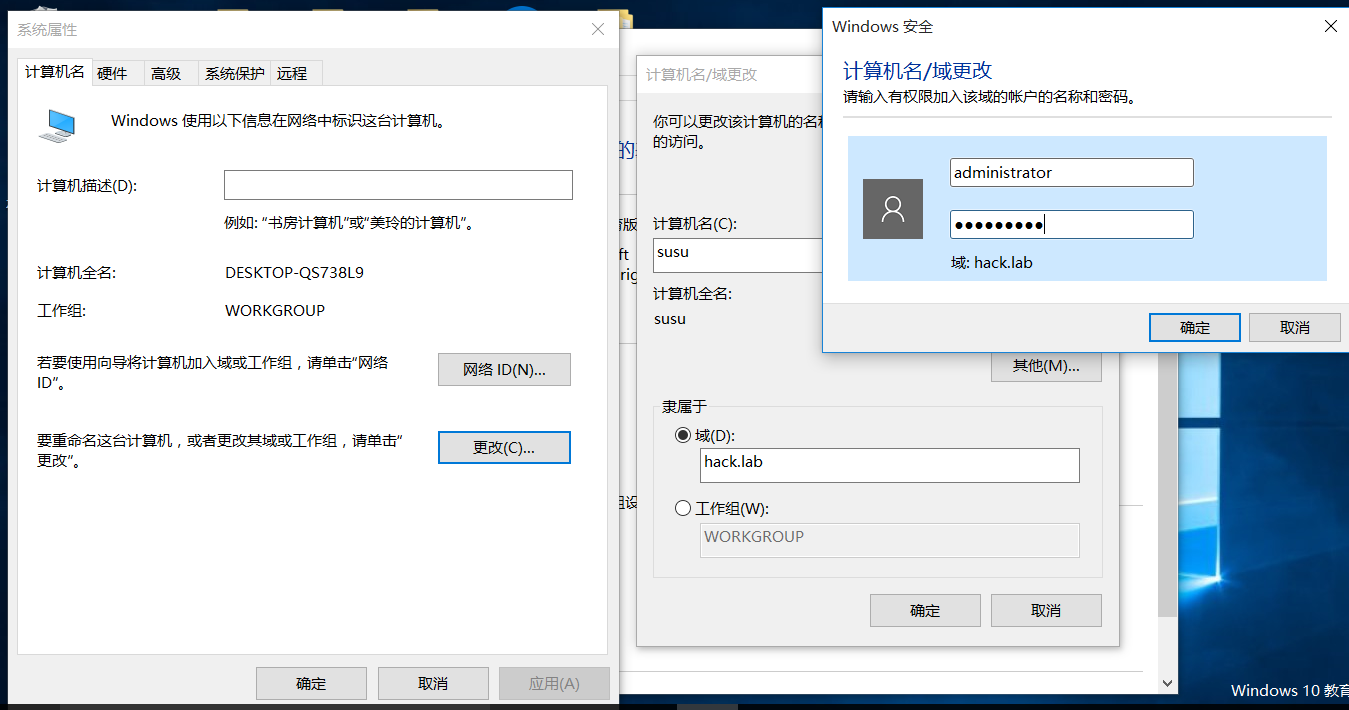 系统属性
计算机名
硬件
高级
系统保护
远程
Windows 使用以下信息在网络中标识这台计算机。
计算机描述(D):
例如: “书房计算机”或“美玲的计算机”。
计算机全名:
DESKTOP-QS738L9
工作组:
WORKGROUP
若要使用向导将计算机加入域或工作组，请单击“网络
ID”。
网络 ID(N)...
要重命名这台计算机，或者更改其域或工作组，请单击“
更改”。
更改(C)...
确定
取消
应用(A)
的
版
ft
rig
设
计算机名/域更改
你可以更改该计算机的名
的访问。
计算机名(C):
susu
计算机全名:
susu
其他(M)...
隶属于
域(D):
hack.lab
工作组(W):
WORKGROUP
确定
取消
Windows 安全
计算机名/域更改
请输入有权限加入该域的帐户的名称和密码。
administrator
●●●●●●●●●
域: hack.lab
确定
取消
Windows 10 教育